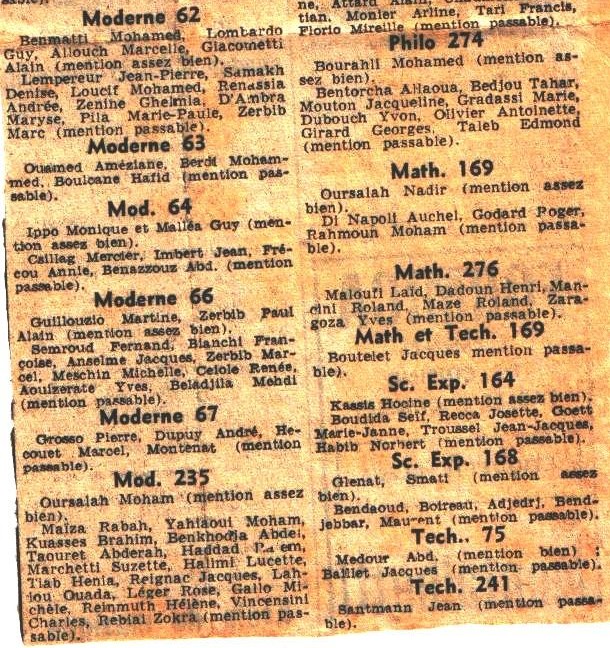 Moderne 62
Benmatti Mohamed, Lombardo
Guy Allouch Marcelle, Giacometti
Alain (mention assez bien).
Lempereur Jean-Pierre, Samakh
Denise, Loucif Mohamed, Renassia
Andrée, Zenine Ghelmia, D'Ambra
Maryse, Pila Marie-Paule, Zerbib
Marc (mention passable).
Moderne 63
Ouamed Améziane, Berdi Moham-
med, Boulcane Hafid (mention pas-
sable).
Mod. 64
Ippo Monique et Malléa Guy (men-
tion assez bien).
Caillag Mercier, Imbert Jean, Fré-
cou Annie, Benazzouz Abd. (mention
passable).
Moderne 66
Guillouzio Martine, Zerbib Paul
Alain (mention assez bien).
Semroud Fernand, Bianchi Fran-
çoise, Anselme Jacques, Zerbib Mar-
cel, Meschin Michelle, Celole Renée,
Aouizerate Yves, Beladjila Mehdi
(mention passable).
Moderne 67
Grosso Pierre, Dupuy André, He-
couet Marcel, Montenat (mention
passable).
Mod. 235
Oursalah Moham (mention assez
bien).
Maiza Rabah, Yahiaoui Moham,
Kuasses Brahim, Benkhodja Abdel,
Taouret Abderah, Haddad
Marchetti Suzette, Halimi Lucette,
Tiab Henia, Reignac Jacques, Lah-
lou Ouada, Léger Rose, Gallo Mi-
chèle, Reinmuth Hélène, Vincensini
Charles, Rebiai Zokra (mention pas-
sable).
ne, Attard Alain,
tian, Monier Arline, Tari Francis,
Florio Mireille (mention passable).
Philo 274
Bourahli Mohamed (mention as-
sez bien).
Bentorcha Allaoua, Bedjou Tahar,
Mouton Jacqueline, Gradassi Marie,
Dubouch Yvon, Olivier Antoinette,
Girard Georges, Taleb Edmond
(mention passable).
Math. 169
Oursalah Nadir (mention assez
bien).
Di Napoli Auchel, Godard Roger,
Rahmoun Moham (mention passa-
ble).
Math. 276
Maloufi Laïd, Dadoun Henri, Man-
cini Roland, Maze Roland, Zara-
goza Yves (mention passable).
Math et Tech. 169
Boutelet Jacques mention passa-
ble).
Sc. Exp. 164
Kassis Hocine (mention assez bien).
Boudida Seïf, Recca Josette, Goett
Marie-Janne, Troussel Jean-Jacques,
Habib Norbert (mention passable).
Sc. Exp. 168
Glenat, Smati (mention assez
bien).
Bendaoud, Boireau, Adjedrj, Bend-
jebbar, (mention passable).
Tech.. 75
Medour Abd. (mention bien) ;
Baillet Jacques (mention passable).
Tech. 241
Santmann Jean (mention passa-
ble).